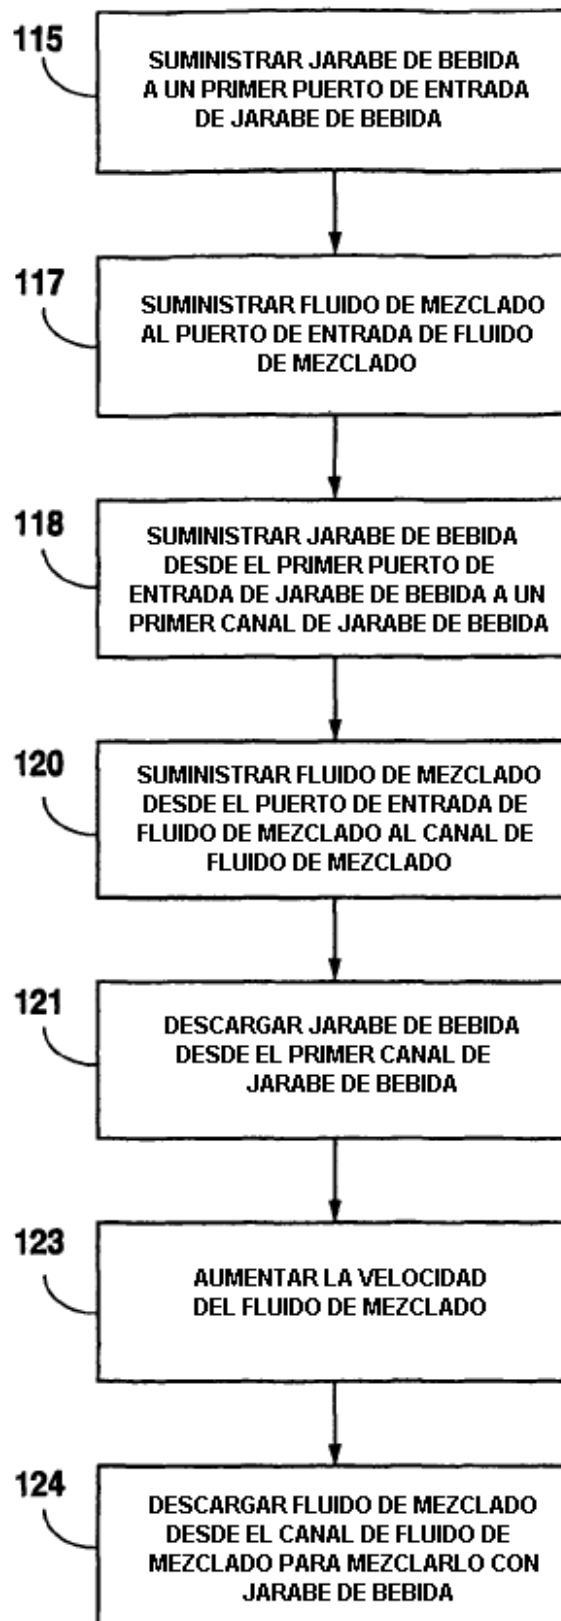 115
SUMINISTRAR JARABE DE BEBIDA
A UN PRIMER PUERTO DE ENTRADA
DE JARABE DE BEBIDA
117
SUMINISTRAR FLUIDO DE MEZCLADO
AL PUERTO DE ENTRADA DE FLUIDO
DE MEZCLADO
118
SUMINISTRAR JARABE DE BEBIDA
DESDE EL PRIMER PUERTO DE
ENTRADA DE JARABE DE BEBIDA A UN
PRIMER CANAL DE JARABE DE BEBIDA
120
SUMINISTRAR FLUIDO DE MEZCLADO
DESDE EL PUERTO DE ENTRADA DE
FLUIDO DE MEZCLADO AL CANAL DE
FLUIDO DE MEZCLADO
121
DESCARGAR JARABE DE BEBIDA
DESDE EL PRIMER CANAL DE
JARABE DE BEBIDA
123
AUMENTAR LA VELOCIDAD
DEL FLUIDO DE MEZCLADO
124
DESCARGAR FLUIDO DE MEZCLADO
DESDE EL CANAL DE FLUIDO DE
MEZCLADO PARA MEZCLARLO CON
JARABE DE BEBIDA